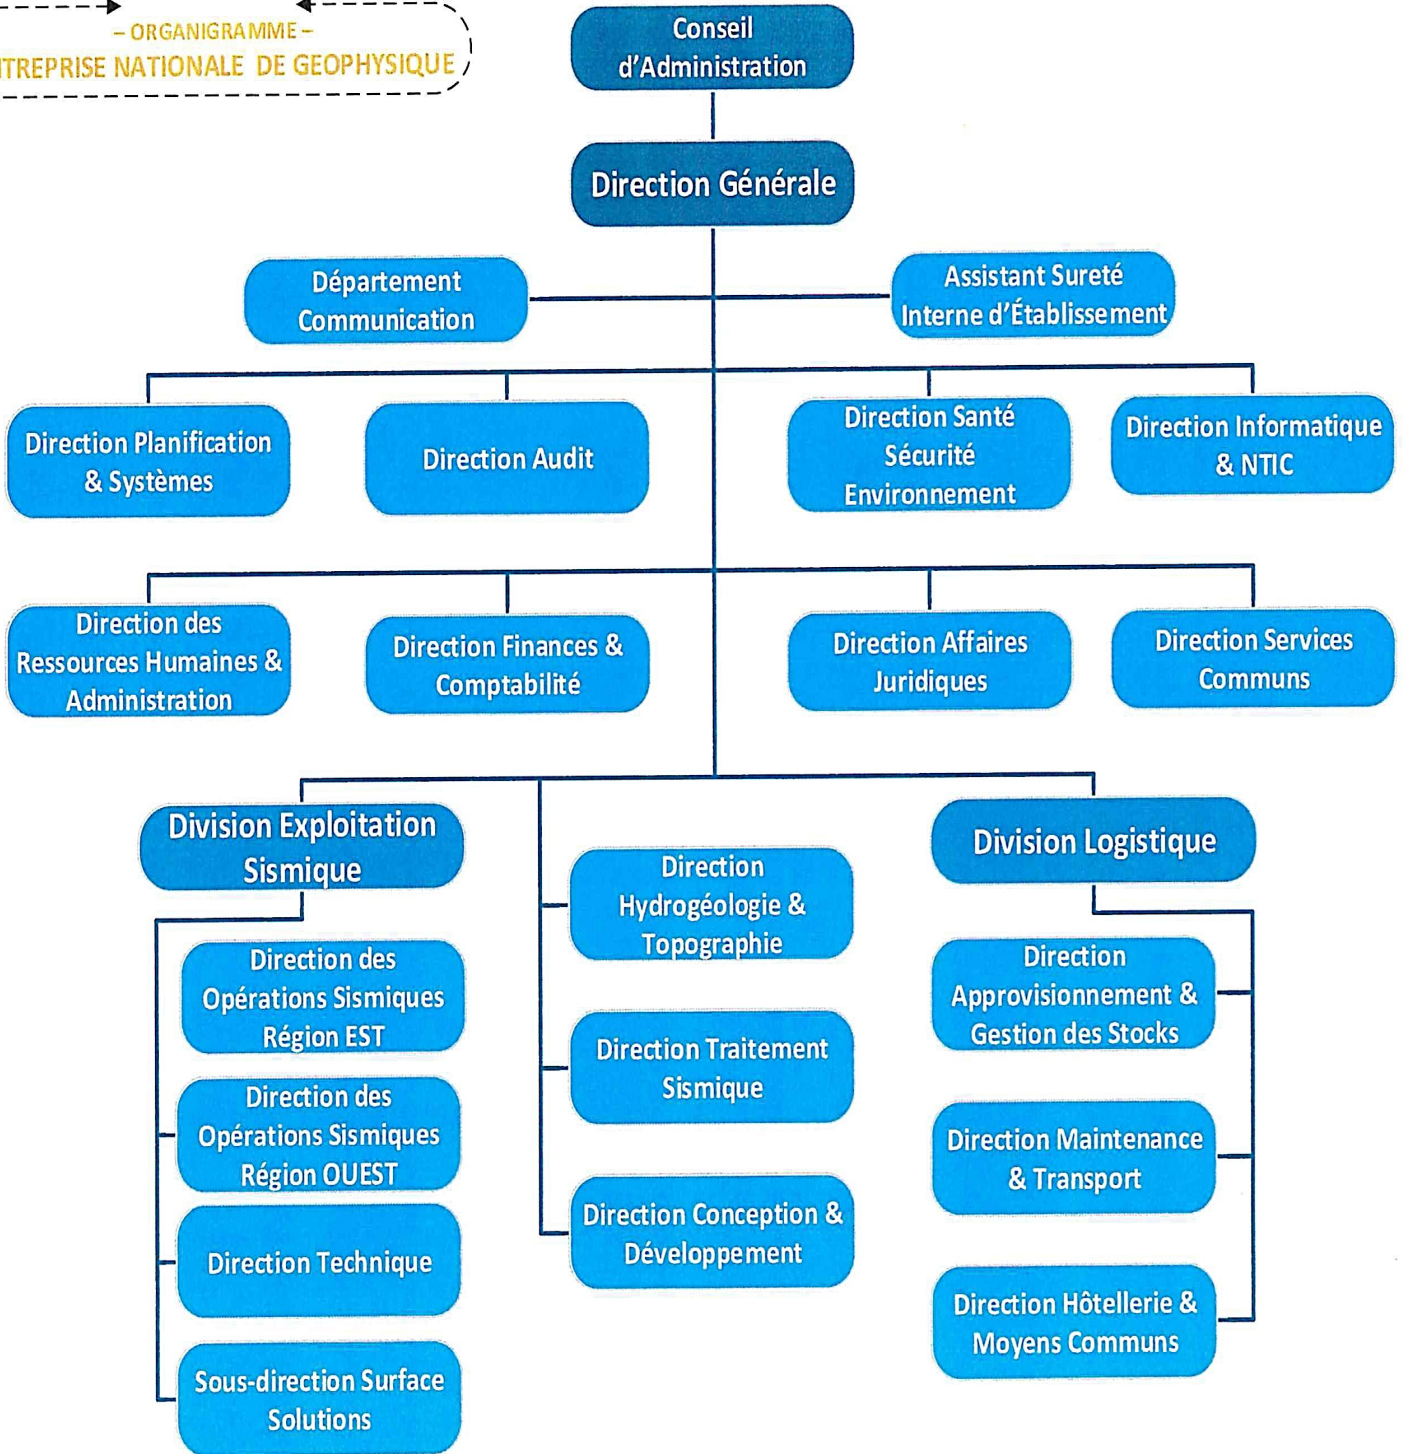 – ORGANIGRAMME –
NTREPRISE NATIONALE DE GEOPHYSIQUE
Conseil
d'Administration
Direction Générale
Département
Communication
Assistant Sureté
Interne d'Établissement
Direction Planification
& Systèmes
Direction Audit
Direction Santé
Sécurité
Environnement
Direction Informatique
& NTIC
Direction des
Ressources Humaines &
Administration
Direction Finances &
Comptabilité
Direction Affaires
Juridiques
Direction Services
Communs
Division Exploitation
Sismique
Direction des
Opérations Sismiques
Région EST
Direction des
Opérations Sismiques
Région OUEST
Direction Technique
Sous-direction Surface
Solutions
Direction
Hydrogéologie &
Topographie
Direction Traitement
Sismique
Direction Conception &
Développement
Division Logistique
Direction
Approvisionnement &
Gestion des Stocks
Direction Maintenance
& Transport
Direction Hôtellerie &
Moyens Communs